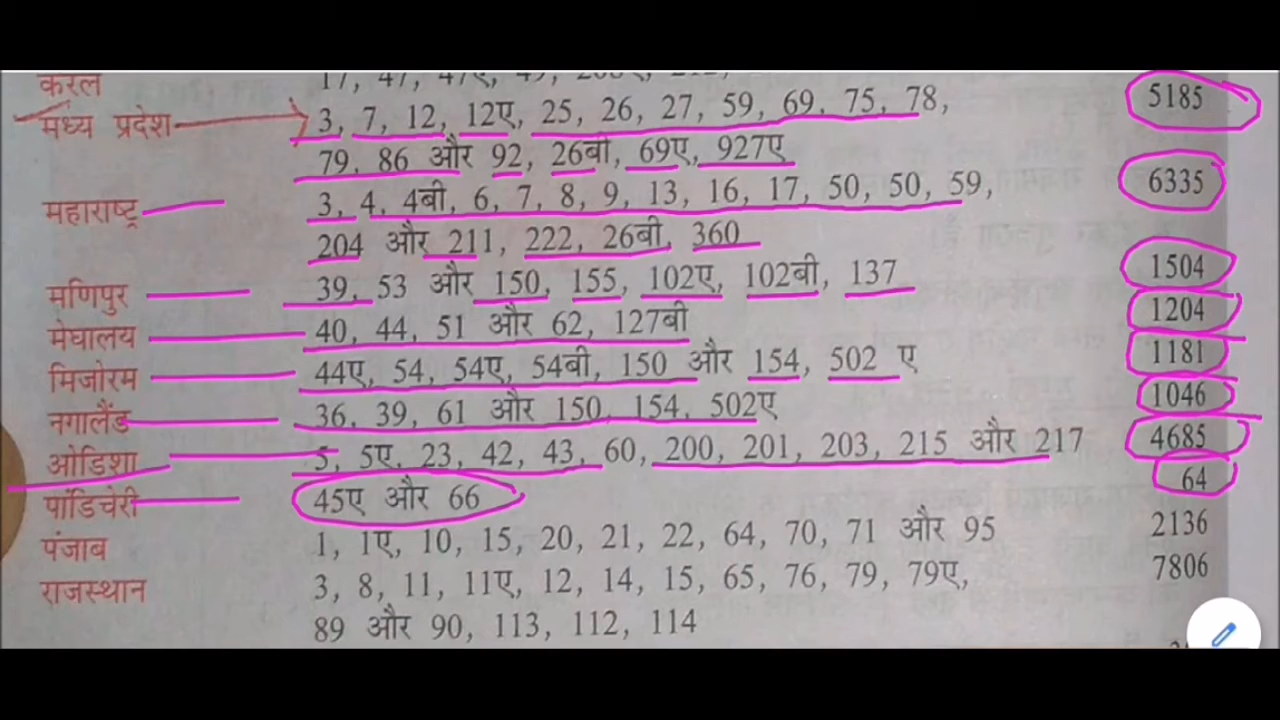 करल 17, 47, 47ए, 49,
मध्य प्रदेश 3, 7, 12, 12ए, 25, 26, 27, 59, 69, 75, 78, 5185
79, 86 और 92, 26बी, 69ए, 927ए
महाराष्ट्र 3, 4, 4बी, 6, 7, 8, 9, 13, 16, 17, 50, 50, 59, 6335
204 और 211, 222, 26बी, 360
मणिपुर 39, 53 और 150, 155, 102ए, 102बी, 137 1504
मेघालय 40, 44, 51 और 62, 127बी 1204
मिजोरम 44ए, 54, 54ए, 54बी, 150 और 154, 502 ए 1181
नगालैंड 36, 39, 61 और 150, 154, 502ए 1046
ओडिशा 5, 5ए, 23, 42, 43, 60, 200, 201, 203, 215 और 217 4685
पांडिचेरी 45ए और 66 64
पंजाब 1, 1ए, 10, 15, 20, 21, 22, 64, 70, 71 और 95 2136
राजस्थान 3, 8, 11, 11ए, 12, 14, 15, 65, 76, 79, 79ए, 7806
89 और 90, 113, 112, 114